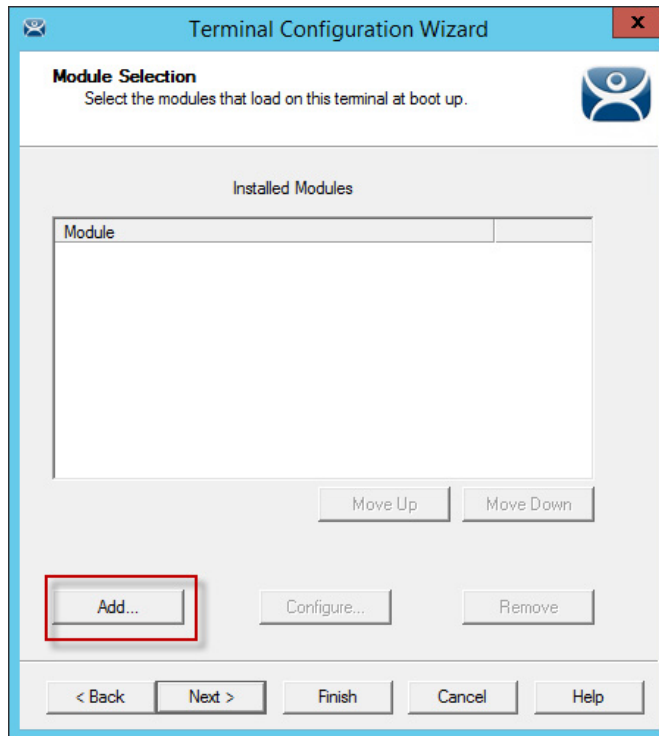 Terminal Configuration Wizard
x
Module Selection
Select the modules that load on this terminal at boot up.
Installed Modules
Module
Move Up
Move Down
Add...
Configure...
Remove
< Back
Next >
Finish
Cancel
Help